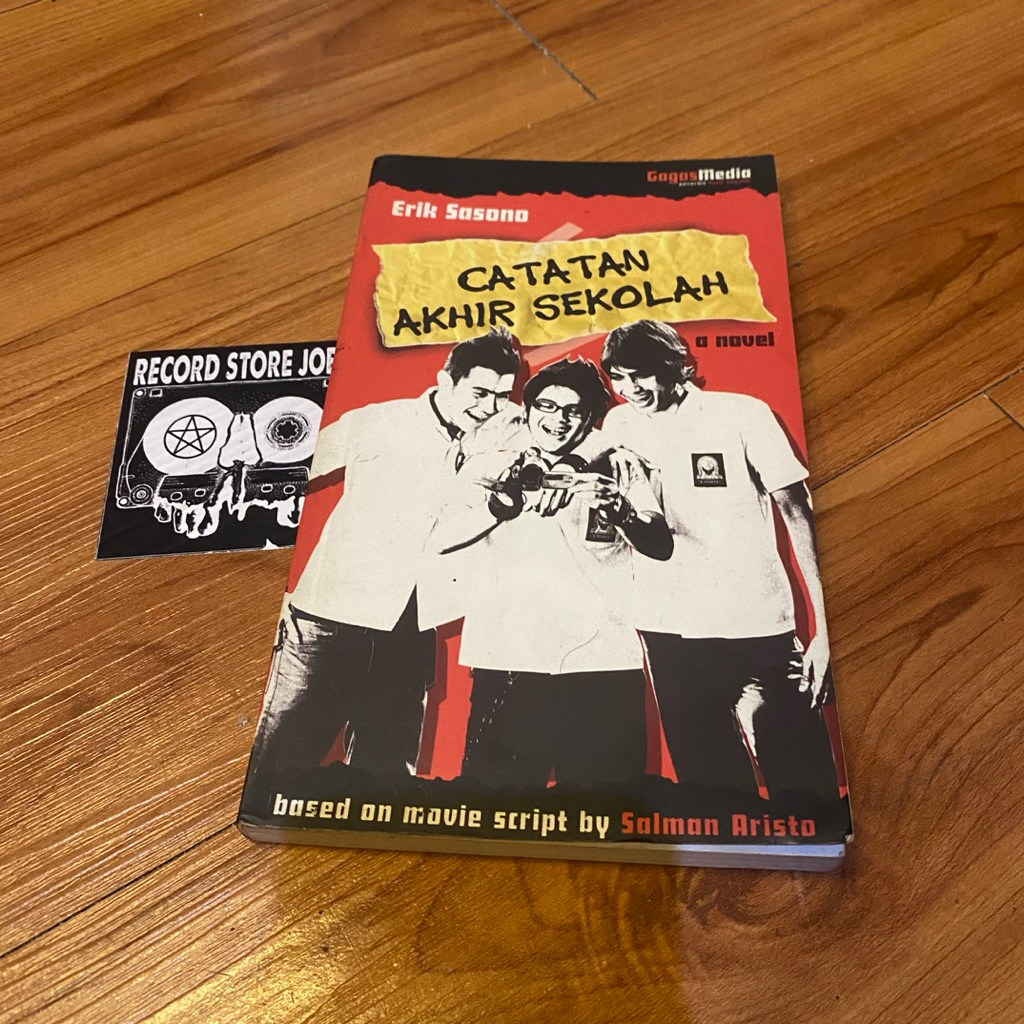 GagasMedia
Erik Sasono
CATATAN
AKHIR SEKOLAH
a novel
RECORD STORE JOE
based on movie script by Salman Aristo